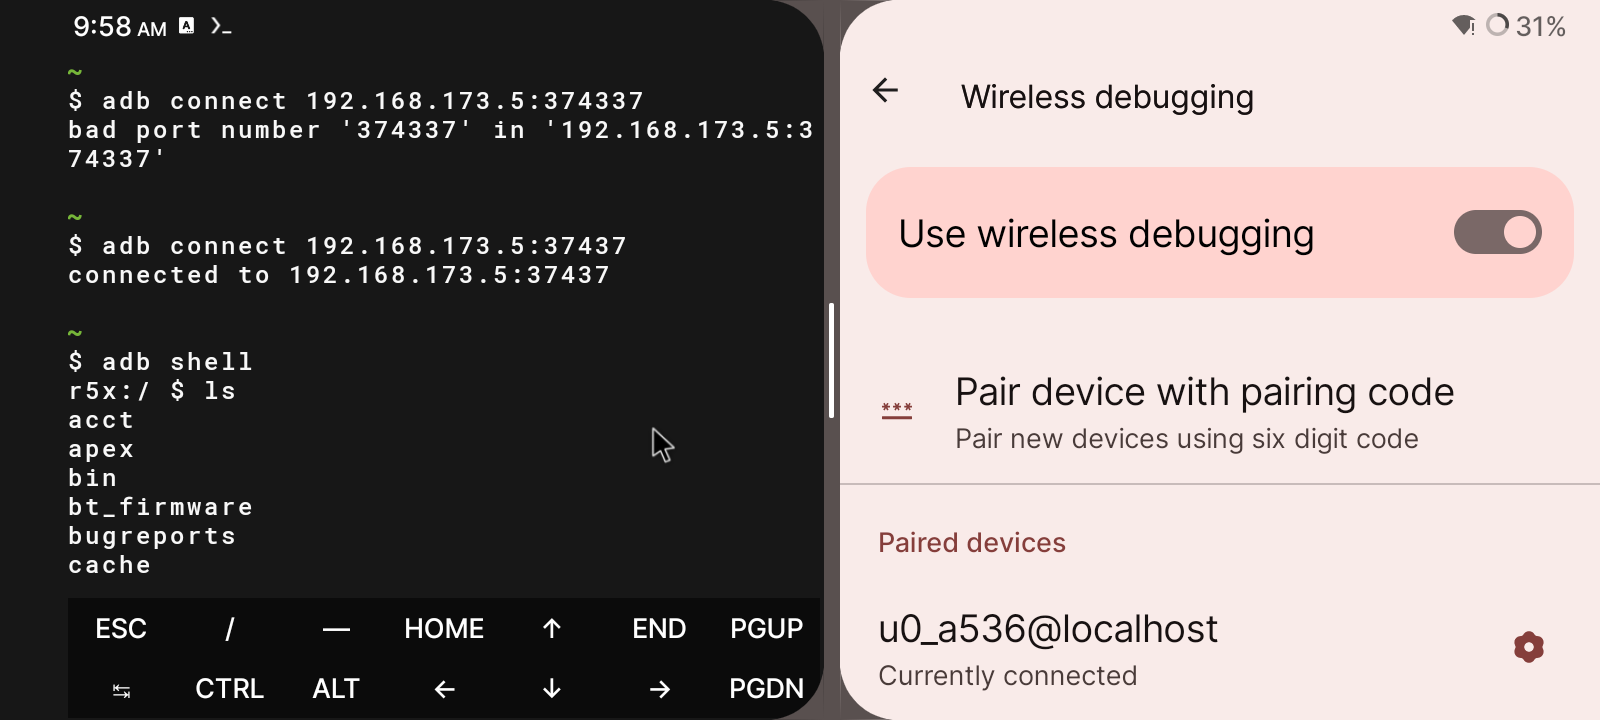 9:58 AM
~
$ adb connect 192.168.173.5:374337
bad port number '374337' in '192.168.173.5:3
74337'
~
$ adb connect 192.168.173.5:37437
connected to 192.168.173.5:37437
~
$ adb shell
r5x:/ $ ls
acct
apex
bin
bt_firmware
bugreports
cache
ESC / — HOME ↑ END PGUP
↹ CTRL ALT ← ↓ → PGDN
31%
Wireless debugging
Use wireless debugging
Pair device with pairing code
Pair new devices using six digit code
Paired devices
u0_a536@localhost
Currently connected